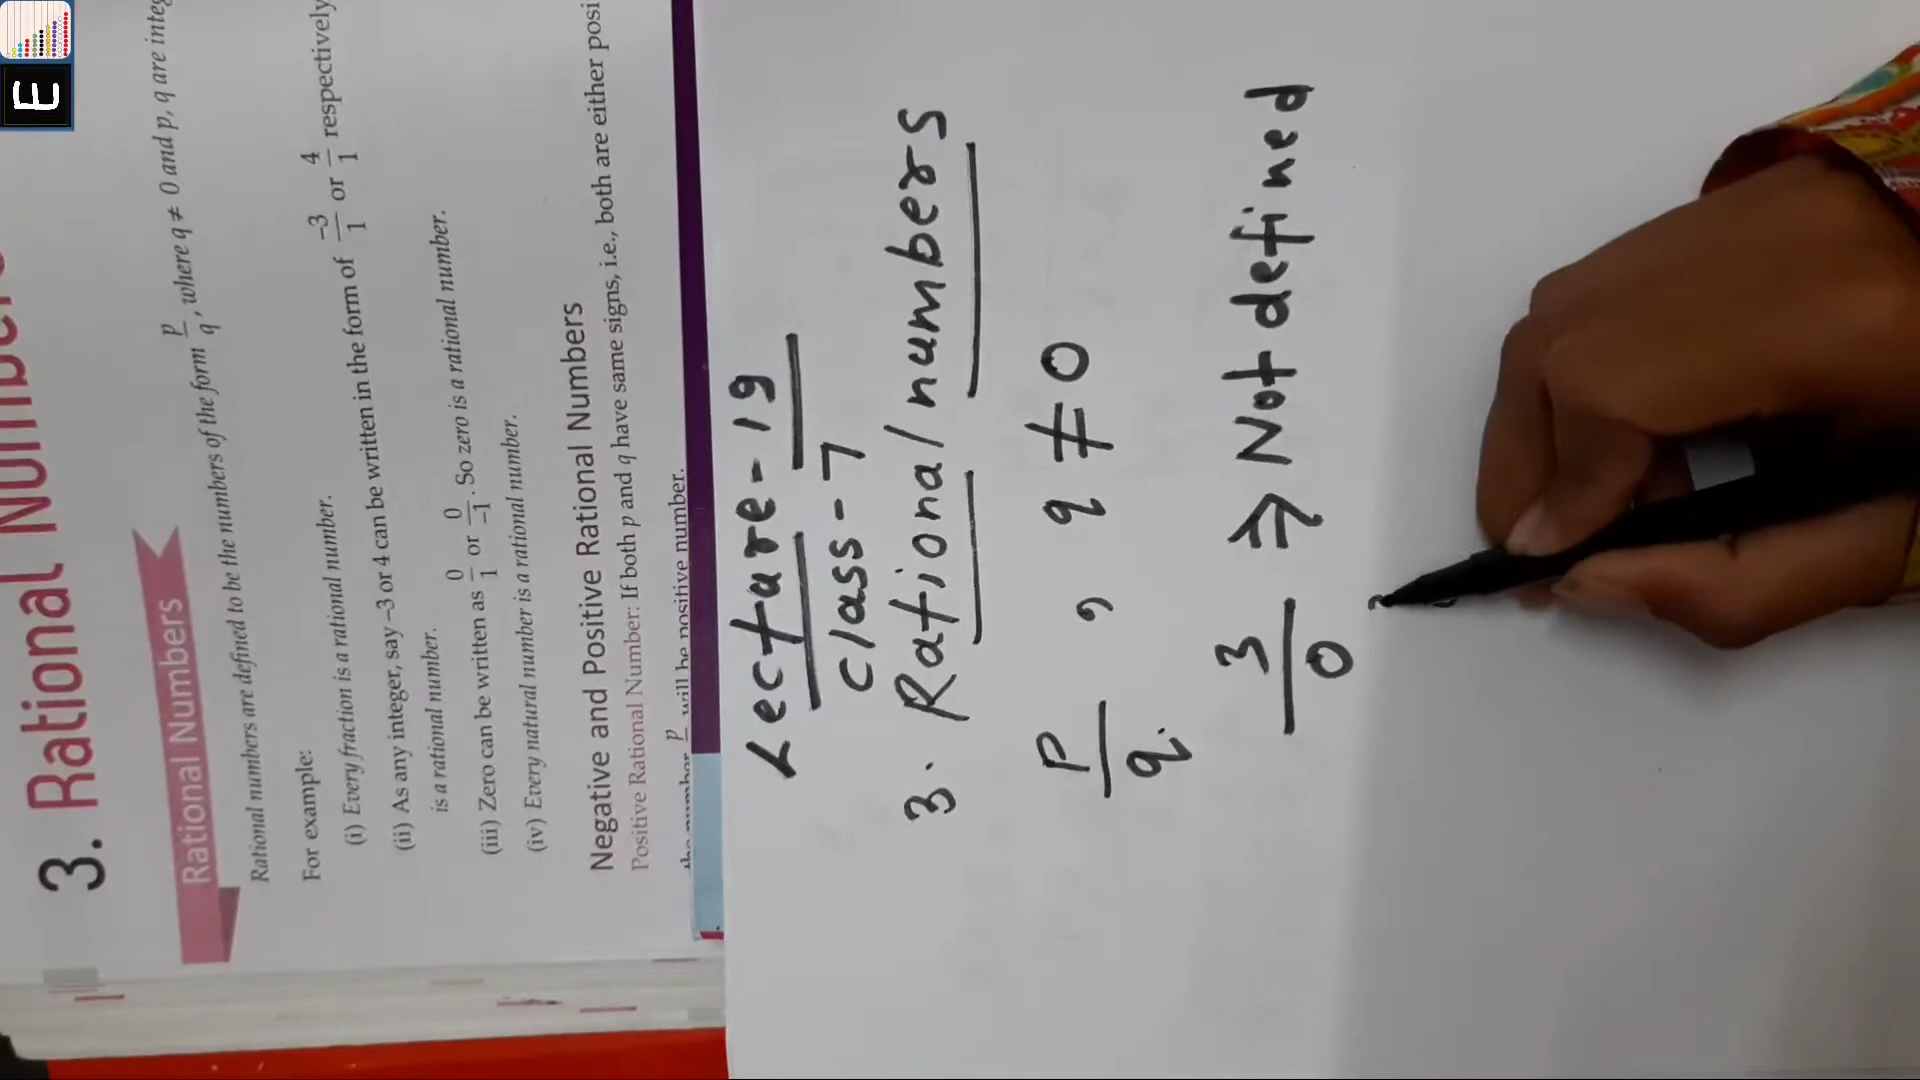 E
3. Rational
Rational Numbers
Rational numbers are defined to be the numbers of the form p/q, where q ≠ 0 and p, q are
For example:
(i) Every fraction is a rational number.
(ii) As any integer, say –3 or 4 can be written in the form of –3/1 or 4/1 respectively
is a rational number.
(iii) Zero can be written as 0/1 or 0/–1. So zero is a rational number.
(iv) Every natural number is a rational number.
Negative and Positive Rational Numbers
Positive Rational Number: If both p and q have same signs, i.e., both are either
the number p will be positive number.
Lecture-19
class-7
3. Rational numbers
p/q, q ≠ 0
3/0 ⇒ Not defined